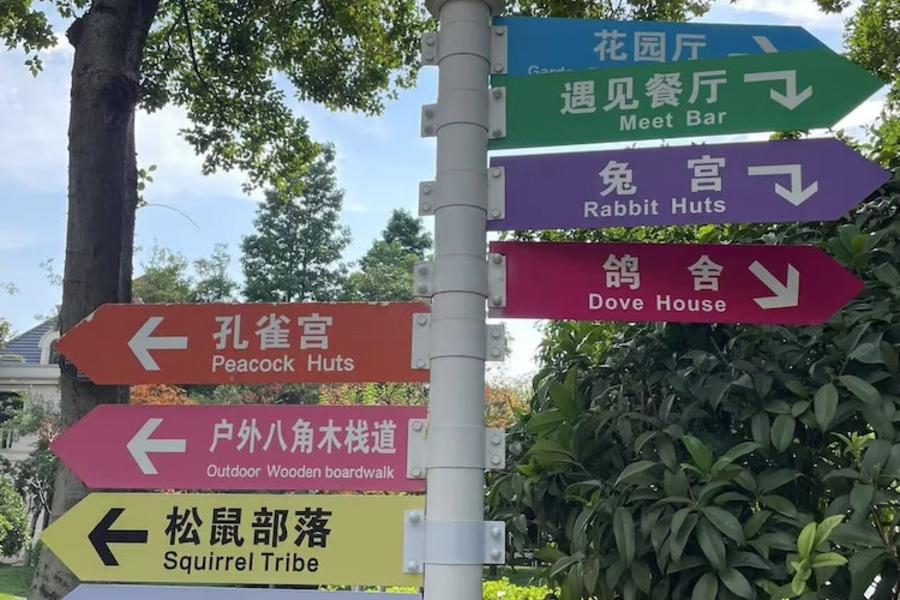 花园厅
遇见餐厅
Meet Bar
兔宫
Rabbit Huts
鸽舍
Dove House
孔雀宫
Peacock Huts
户外八角木栈道
Outdoor Wooden boardwalk
松鼠部落
Squirrel Tribe